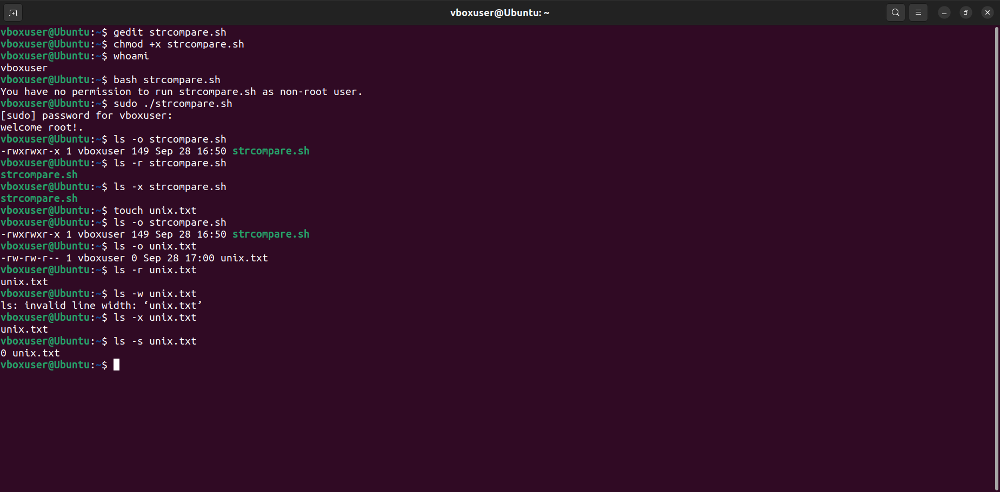 vboxuser@Ubuntu: ~
vboxuser@Ubuntu:~$ gedit strcompare.sh
vboxuser@Ubuntu:~$ chmod +x strcompare.sh
vboxuser@Ubuntu:~$ whoami
vboxuser
vboxuser@Ubuntu:~$ bash strcompare.sh
You have no permission to run strcompare.sh as non-root user.
vboxuser@Ubuntu:~$ sudo ./strcompare.sh
[sudo] password for vboxuser:
welcome root!.
vboxuser@Ubuntu:~$ ls -o strcompare.sh
-rwxrwxr-x 1 vboxuser 149 Sep 28 16:50 strcompare.sh
vboxuser@Ubuntu:~$ ls -r strcompare.sh
strcompare.sh
vboxuser@Ubuntu:~$ ls -x strcompare.sh
strcompare.sh
vboxuser@Ubuntu:~$ touch unix.txt
vboxuser@Ubuntu:~$ ls -o strcompare.sh
-rwxrwxr-x 1 vboxuser 149 Sep 28 16:50 strcompare.sh
vboxuser@Ubuntu:~$ ls -o unix.txt
-rw-rw-r-- 1 vboxuser 0 Sep 28 17:00 unix.txt
vboxuser@Ubuntu:~$ ls -r unix.txt
unix.txt
vboxuser@Ubuntu:~$ ls -w unix.txt
ls: invalid line width: ‘unix.txt’
vboxuser@Ubuntu:~$ ls -x unix.txt
unix.txt
vboxuser@Ubuntu:~$ ls -s unix.txt
0 unix.txt
vboxuser@Ubuntu:~$